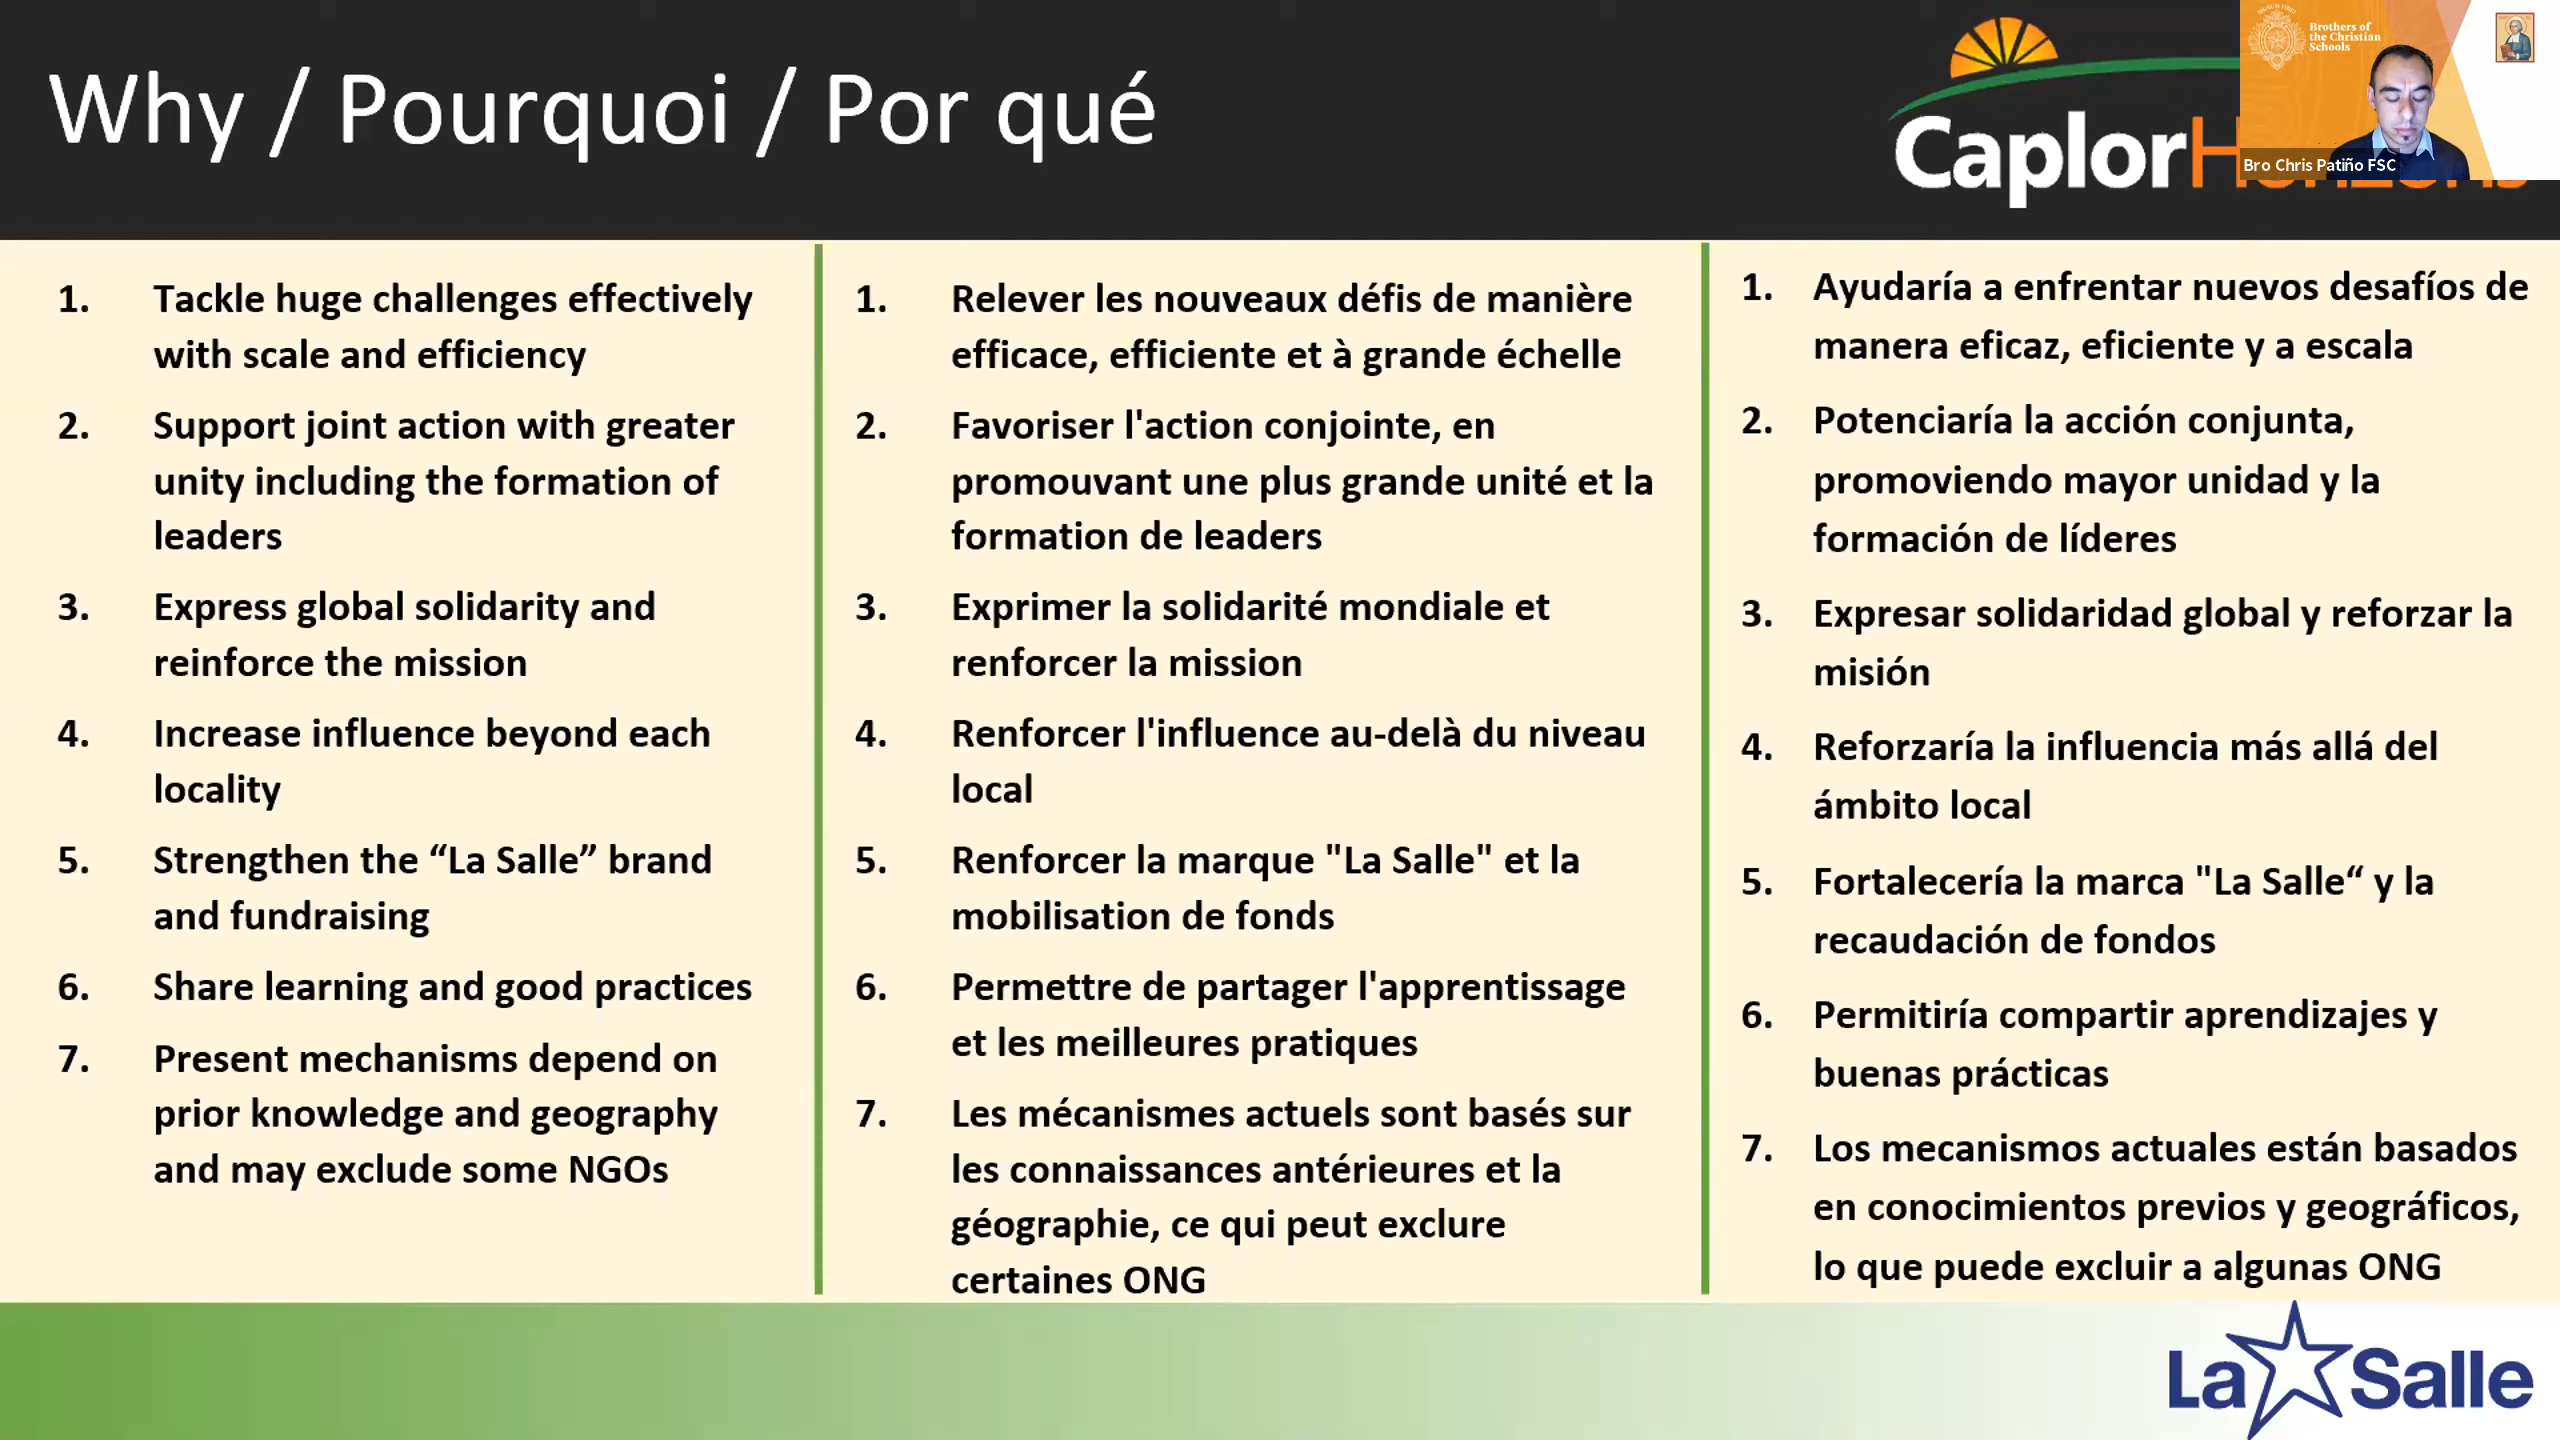 Why / Pourquoi / Por qué
Caplor
Brothers of
the Christian
Schools
Bro Chris Patiño FSC
1. Tackle huge challenges effectively
with scale and efficiency
2. Support joint action with greater
unity including the formation of
leaders
3. Express global solidarity and
reinforce the mission
4. Increase influence beyond each
locality
5. Strengthen the “La Salle” brand
and fundraising
6. Share learning and good practices
7. Present mechanisms depend on
prior knowledge and geography
and may exclude some NGOs
1. Relever les nouveaux défis de manière
efficace, efficiente et à grande échelle
2. Favoriser l'action conjointe, en
promouvant une plus grande unité et la
formation de leaders
3. Exprimer la solidarité mondiale et
renforcer la mission
4. Renforcer l'influence au-delà du niveau
local
5. Renforcer la marque "La Salle" et la
mobilisation de fonds
6. Permettre de partager l'apprentissage
et les meilleures pratiques
7. Les mécanismes actuels sont basés sur
les connaissances antérieures et la
géographie, ce qui peut exclure
certaines ONG
1. Ayudaría a enfrentar nuevos desafíos de
manera eficaz, eficiente y a escala
2. Potenciaría la acción conjunta,
promoviendo mayor unidad y la
formación de líderes
3. Expresar solidaridad global y reforzar la
misión
4. Reforzaría la influencia más allá del
ámbito local
5. Fortalecería la marca "La Salle“ y la
recaudación de fondos
6. Permitiría compartir aprendizajes y
buenas prácticas
7. Los mecanismos actuales están basados
en conocimientos previos y geográficos,
lo que puede excluir a algunas ONG
La Salle